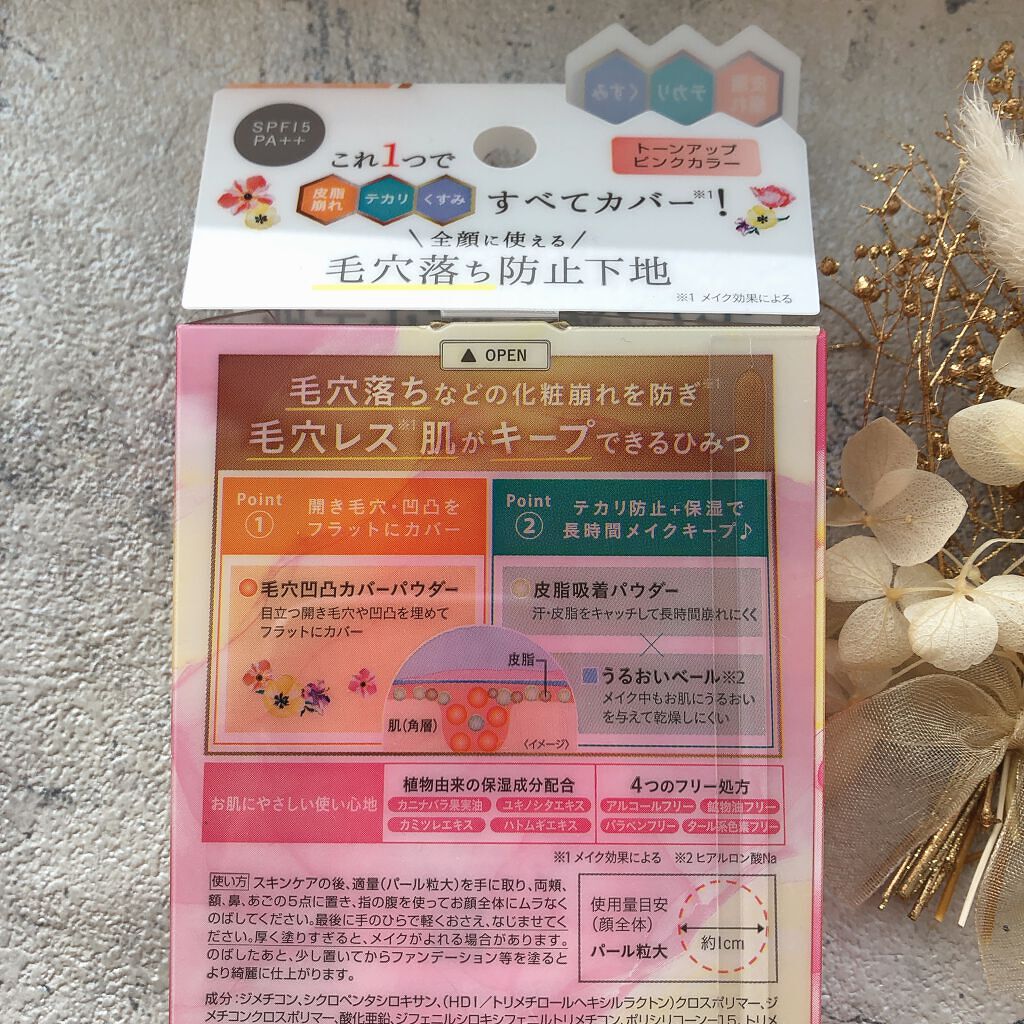 SPF15
PA++
これ1つで
トーンアップ
ピンクカラー
皮脂
崩れ
テカリ
くすみ
すべてカバー※1!
\全顔に使える/
毛穴落ち防止下地
※1 メイク効果による
▲ OPEN
毛穴落ちなどの化粧崩れを防ぎ※1
毛穴レス※1肌がキープできるひみつ
Point
①
開き毛穴・凹凸を
フラットにカバー
Point
②
テカリ防止+保湿で
長時間メイクキープ♪
毛穴凹凸カバーパウダー
目立つ開き毛穴や凹凸を埋めて
フラットにカバー
皮脂吸着パウダー
汗・皮脂をキャッチして長時間崩れにくく
×
うるおいベール※2
メイク中もお肌にうるおい
を与えて乾燥しにくい
皮脂
肌(角層)
〈イメージ〉
お肌にやさしい使い心地
植物由来の保湿成分配合
カニナバラ果実油 ユキノシタエキス
カミツレエキス ハトムギエキス
4つのフリー処方
アルコールフリー 鉱物油フリー
パラベンフリー タール系色素フリー
※1 メイク効果による ※2 ヒアルロン酸Na
使い方 スキンケアの後、適量(パール粒大)を手に取り、両頬、
額、鼻、あごの5点に置き、指の腹を使ってお顔全体にムラなく
のばしてください。最後に手のひらで軽くおさえ、なじませてく
ださい。厚く塗りすぎると、メイクがよれる場合があります。
のばしたあと、少し置いてからファンデーション等を塗ると
より綺麗に仕上がります。
使用量目安
(顔全体)
パール粒大
約1cm
成分:ジメチコン、シクロペンタシロキサン、(HDI/トリメチロールヘキシルラクトン)クロスポリマー、ジ
メチコンクロスポリマー、酸化亜鉛、ジフェニルシロキシフェニルトリメチコン、ポリシリコーン-15、トリメ